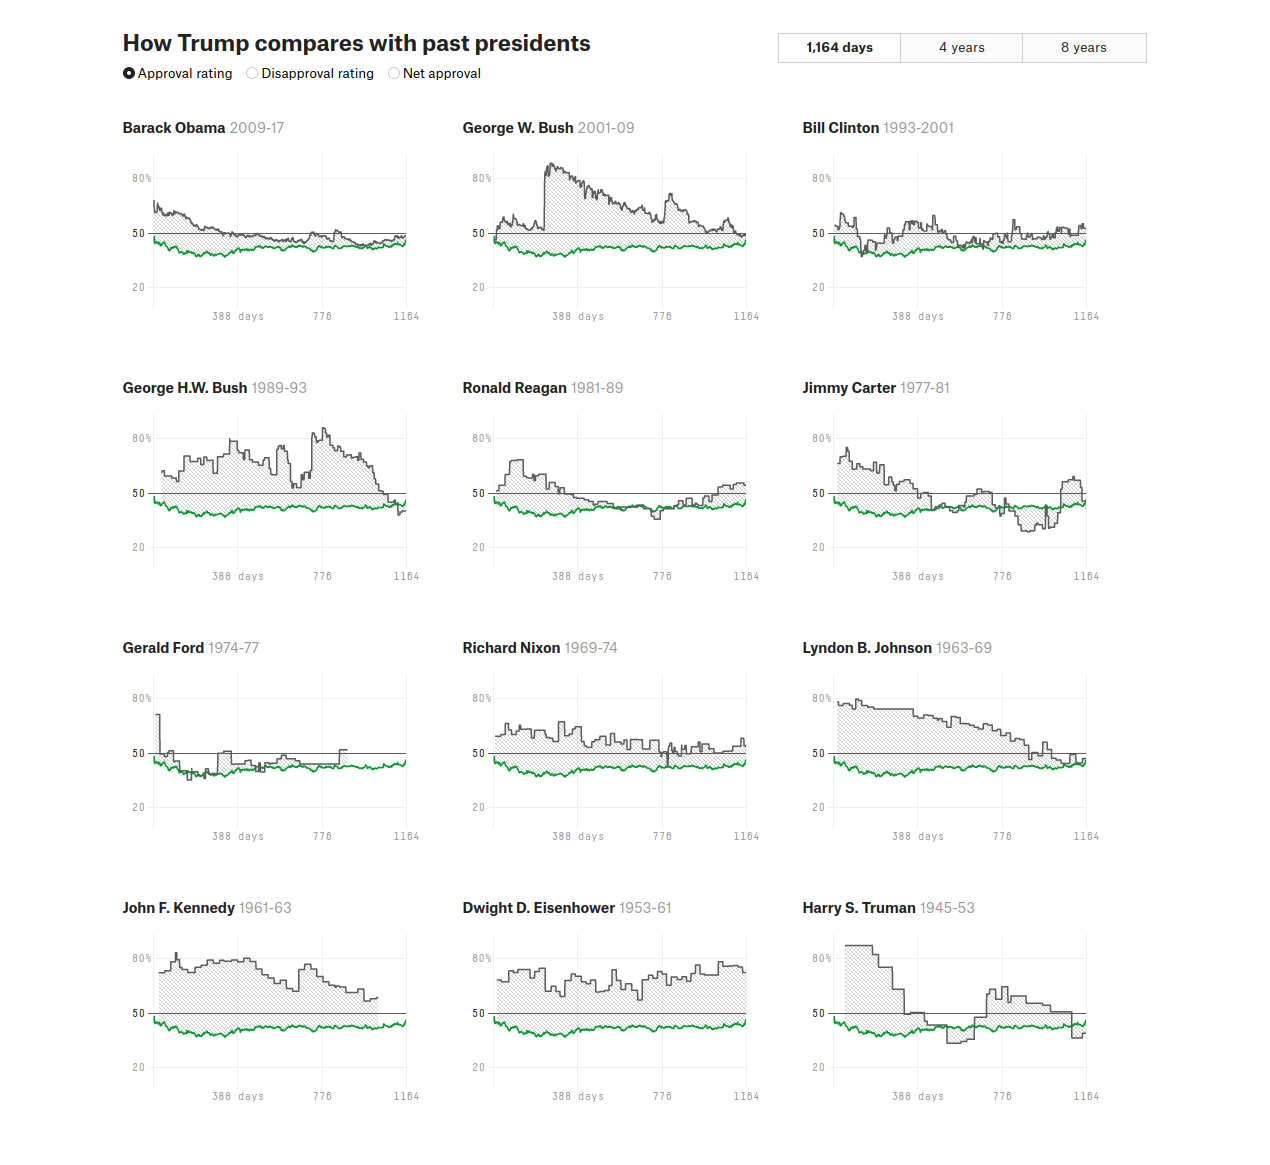 How Trump compares with past presidents
1,164 days 4 years 8 years
Approval rating Disapproval rating Net approval
Barack Obama 2009-17
80%
50
20
388 days 776 1164
George W. Bush 2001-09
80%
50
20
388 days 776 1164
Bill Clinton 1993-2001
80%
50
20
388 days 776 1164
George H.W. Bush 1989-93
80%
50
20
388 days 776 1164
Ronald Reagan 1981-89
80%
50
20
388 days 776 1164
Jimmy Carter 1977-81
80%
50
20
388 days 776 1164
Gerald Ford 1974-77
80%
50
20
388 days 776 1164
Richard Nixon 1969-74
80%
50
20
388 days 776 1164
Lyndon B. Johnson 1963-69
80%
50
20
388 days 776 1164
John F. Kennedy 1961-63
80%
50
20
388 days 776 1164
Dwight D. Eisenhower 1953-61
80%
50
20
388 days 776 1164
Harry S. Truman 1945-53
80%
50
20
388 days 776 1164